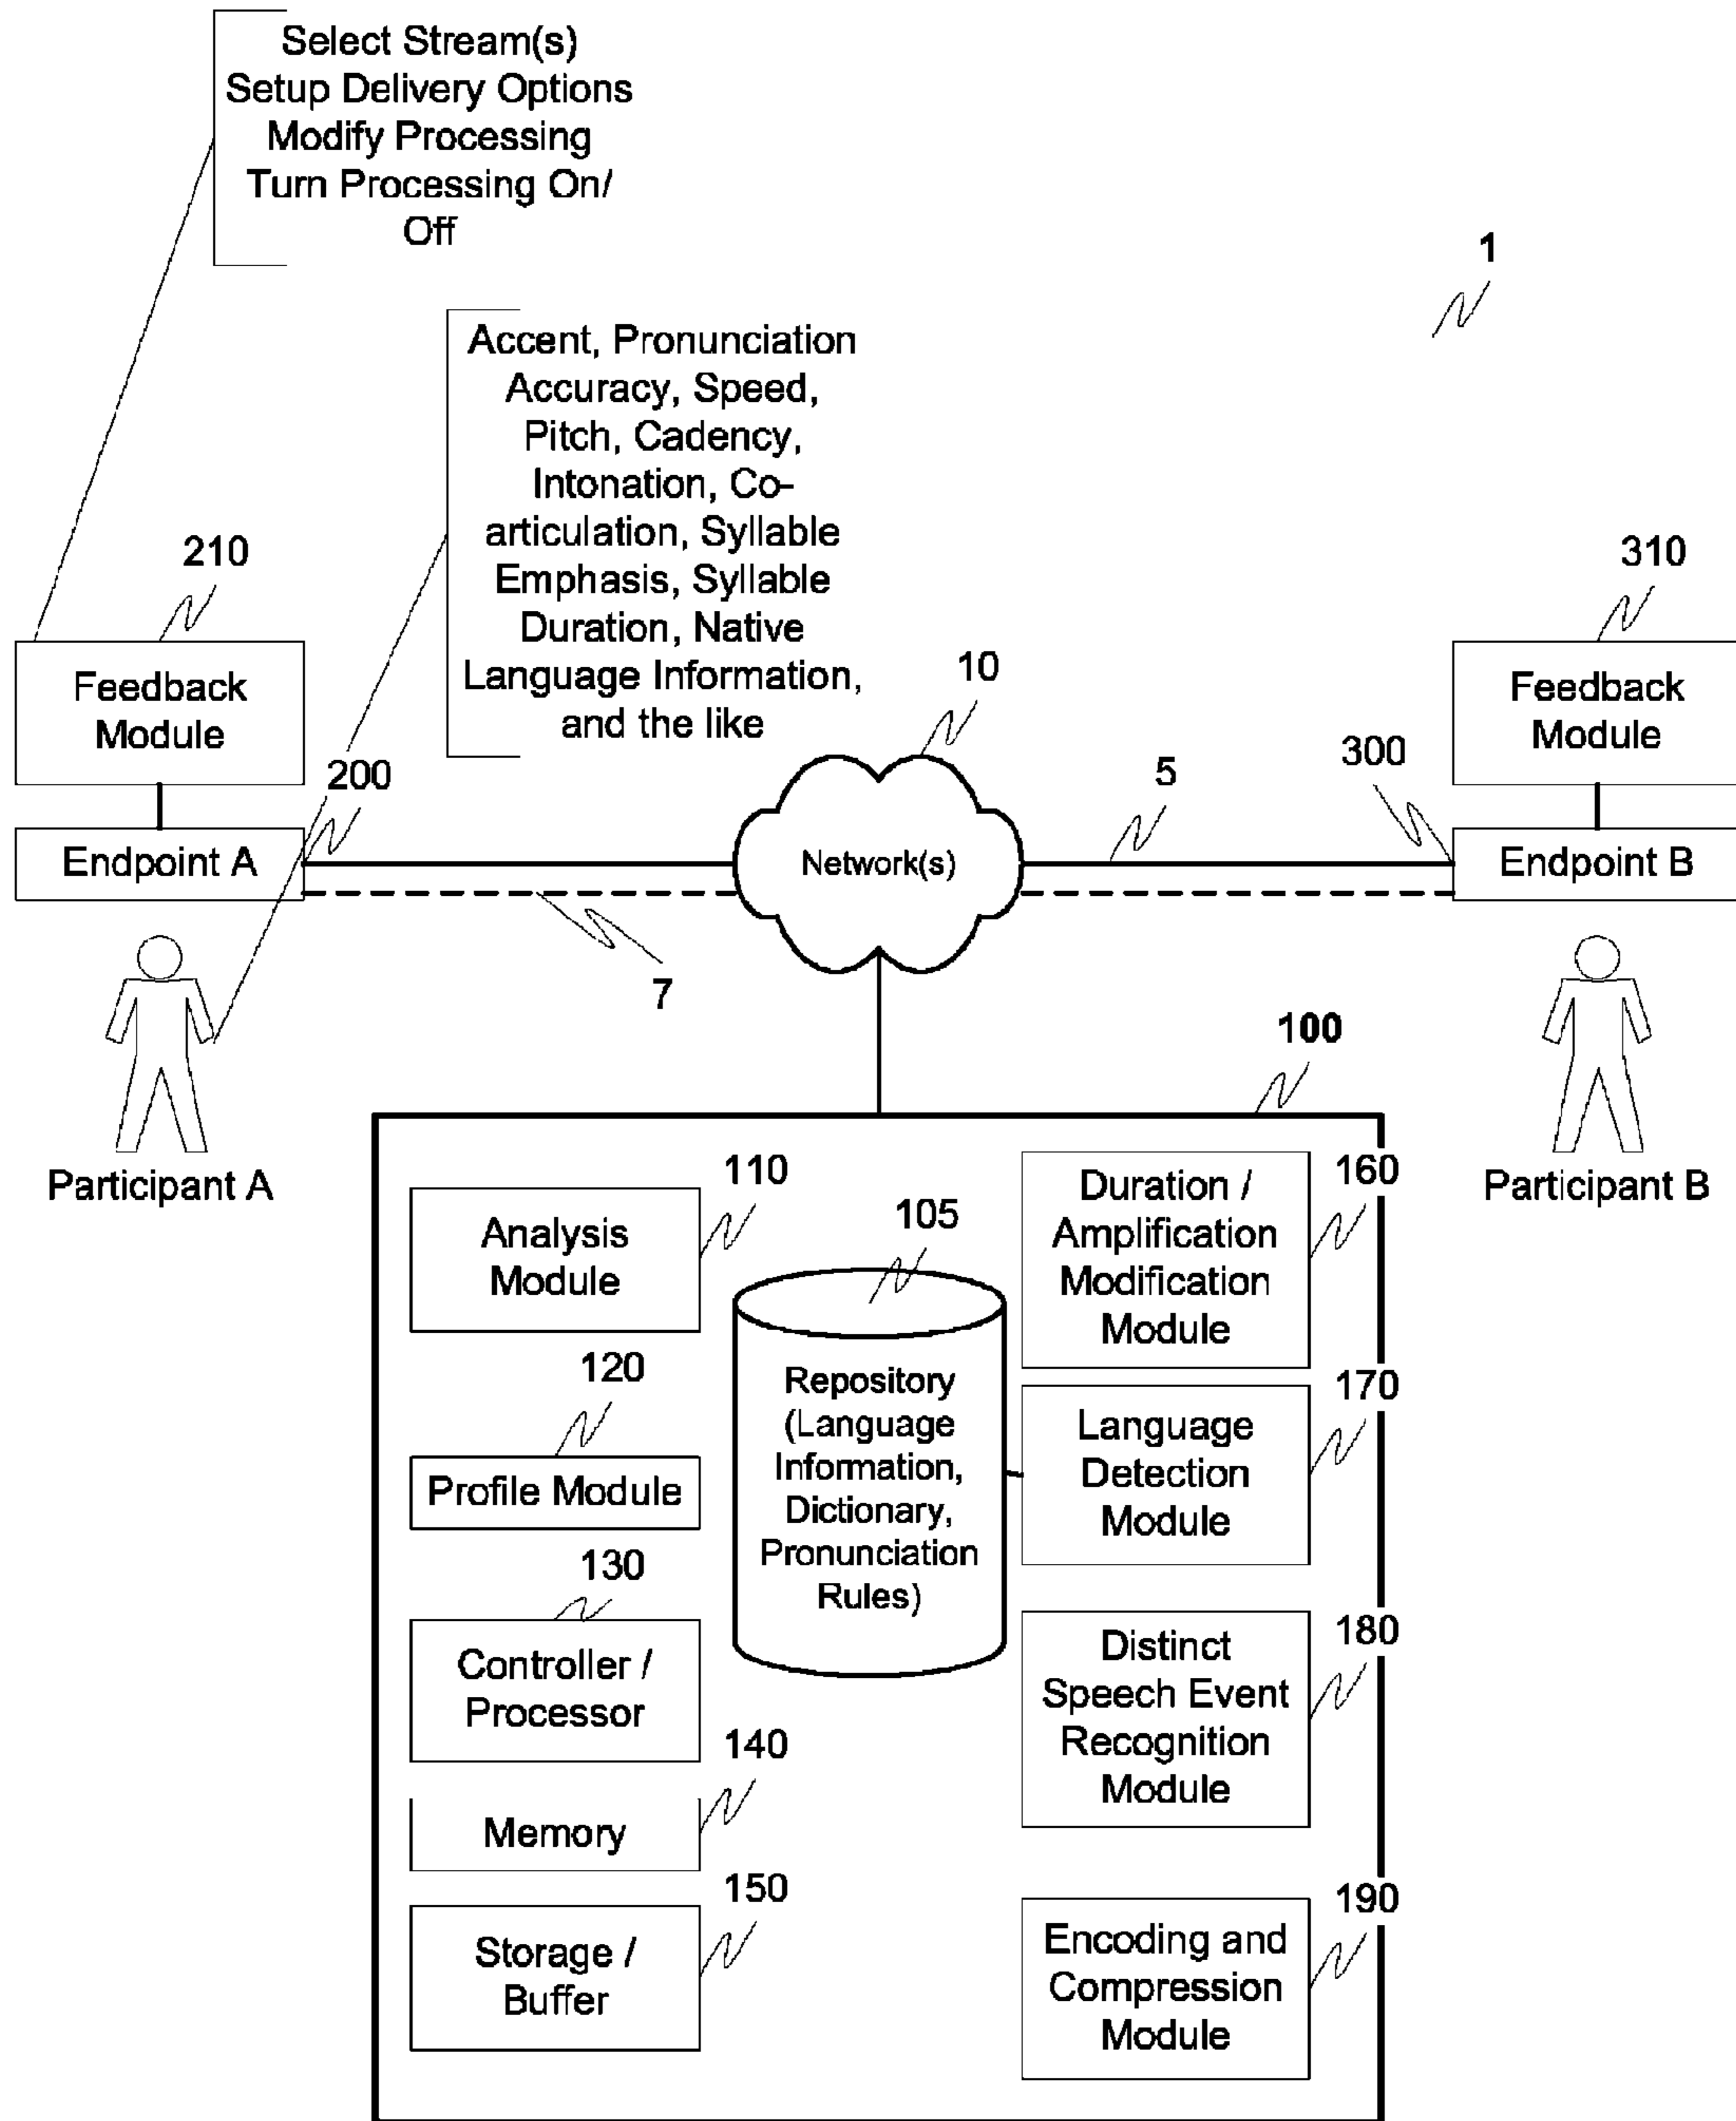 Select Stream(s)
Setup Delivery Options
Modify Processing
Turn Processing On/
Off
1
Accent, Pronunciation
Accuracy, Speed,
Pitch, Cadency,
Intonation, Co-
articulation, Syllable
Emphasis, Syllable
Duration, Native
Language Information,
and the like
210
Feedback
Module
310
Feedback
Module
10
200
5
300
Endpoint A
Network(s)
Endpoint B
7
Participant A
Participant B
100
110
Analysis
Module
120
Profile Module
130
Controller /
Processor
140
Memory
150
Storage /
Buffer
105
Repository
(Language
Information,
Dictionary,
Pronunciation
Rules)
160
Duration /
Amplification
Modification
Module
170
Language
Detection
Module
180
Distinct
Speech Event
Recognition
Module
190
Encoding and
Compression
Module